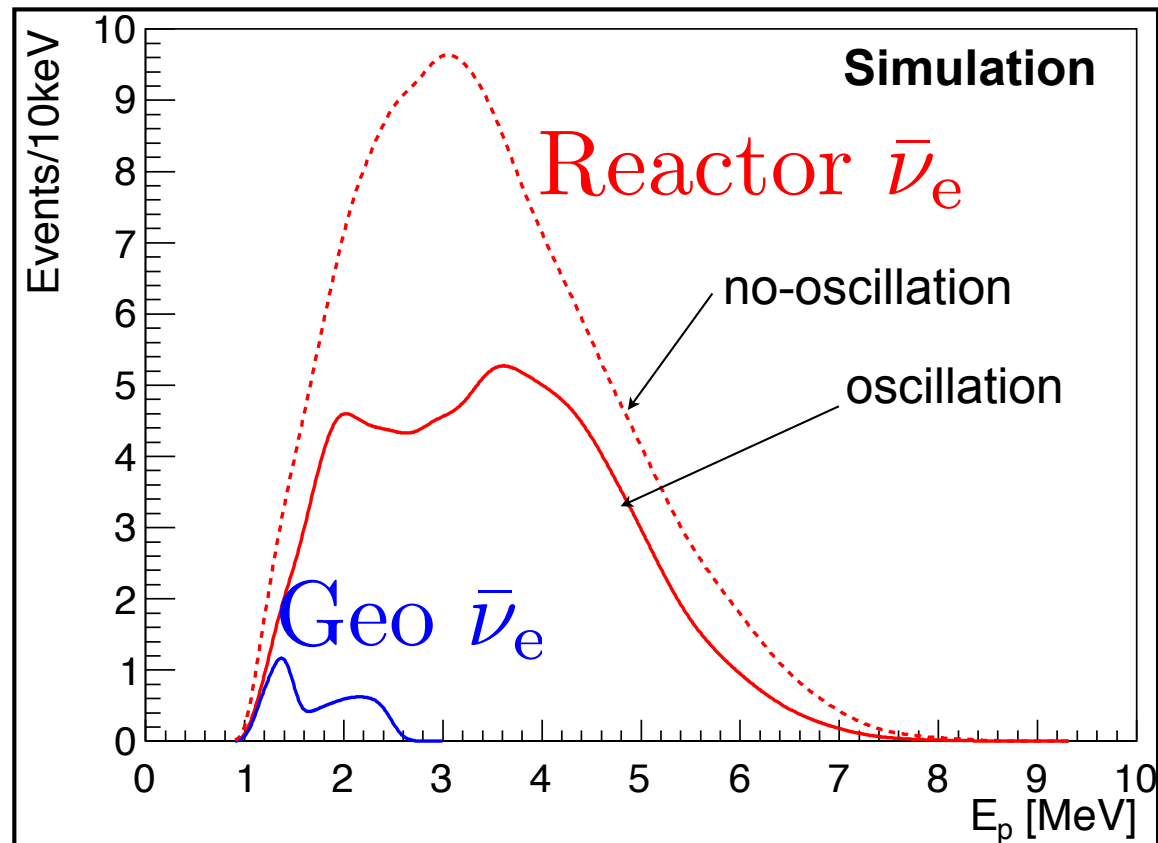 Simulation
Reactor ν̄e
no-oscillation
oscillation
Geo ν̄e
Events/10keV
10
9
8
7
6
5
4
3
2
1
0
0 1 2 3 4 5 6 7 8 9 10
Ep [MeV]